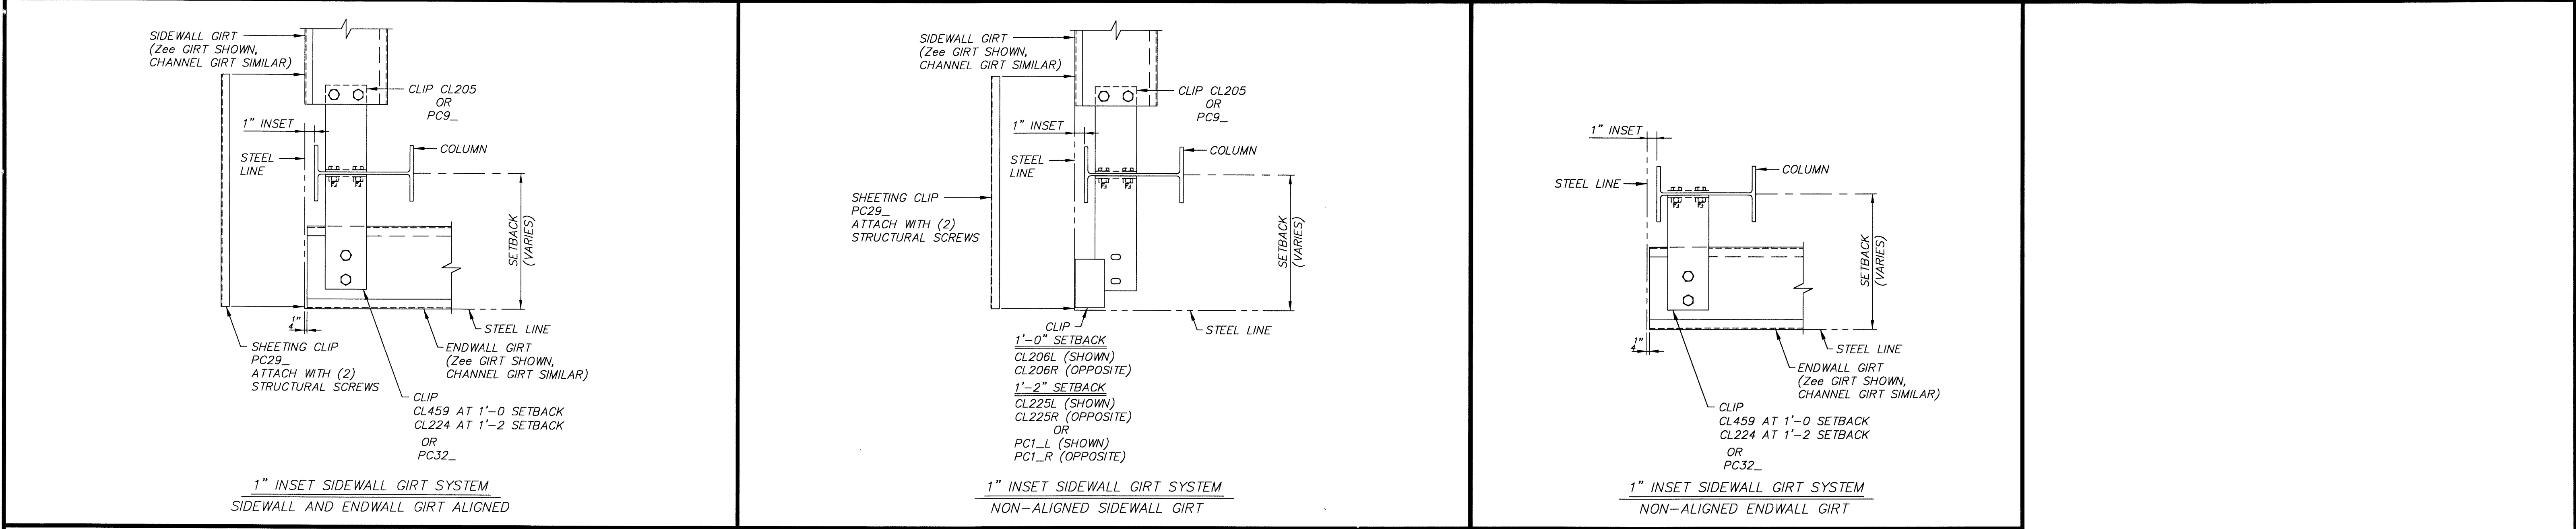 SIDEWALL GIRT
(Zee GIRT SHOWN,
CHANNEL GIRT SIMILAR)
CLIP CL205
OR
PC9_
1" INSET
STEEL
LINE
COLUMN
SETBACK
(VARIES)
1"
4
STEEL LINE
SHEETING CLIP
PC29_
ATTACH WITH (2)
STRUCTURAL SCREWS
ENDWALL GIRT
(Zee GIRT SHOWN,
CHANNEL GIRT SIMILAR)
CLIP
CL459 AT 1'-0 SETBACK
CL224 AT 1'-2 SETBACK
OR
PC32_
1" INSET SIDEWALL GIRT SYSTEM
SIDEWALL AND ENDWALL GIRT ALIGNED
SIDEWALL GIRT
(Zee GIRT SHOWN,
CHANNEL GIRT SIMILAR)
CLIP CL205
OR
PC9_
1" INSET
STEEL
LINE
COLUMN
SHEETING CLIP
PC29_
ATTACH WITH (2)
STRUCTURAL SCREWS
SETBACK
(VARIES)
STEEL LINE
CLIP
1'-0" SETBACK
CL206L (SHOWN)
CL206R (OPPOSITE)
1'-2" SETBACK
CL225L (SHOWN)
CL225R (OPPOSITE)
OR
PC1_L (SHOWN)
PC1_R (OPPOSITE)
1" INSET SIDEWALL GIRT SYSTEM
NON-ALIGNED SIDEWALL GIRT
1" INSET
STEEL LINE
COLUMN
SETBACK
(VARIES)
1"
4
STEEL LINE
ENDWALL GIRT
(Zee GIRT SHOWN,
CHANNEL GIRT SIMILAR)
CLIP
CL459 AT 1'-0 SETBACK
CL224 AT 1'-2 SETBACK
OR
PC32_
1" INSET SIDEWALL GIRT SYSTEM
NON-ALIGNED ENDWALL GIRT